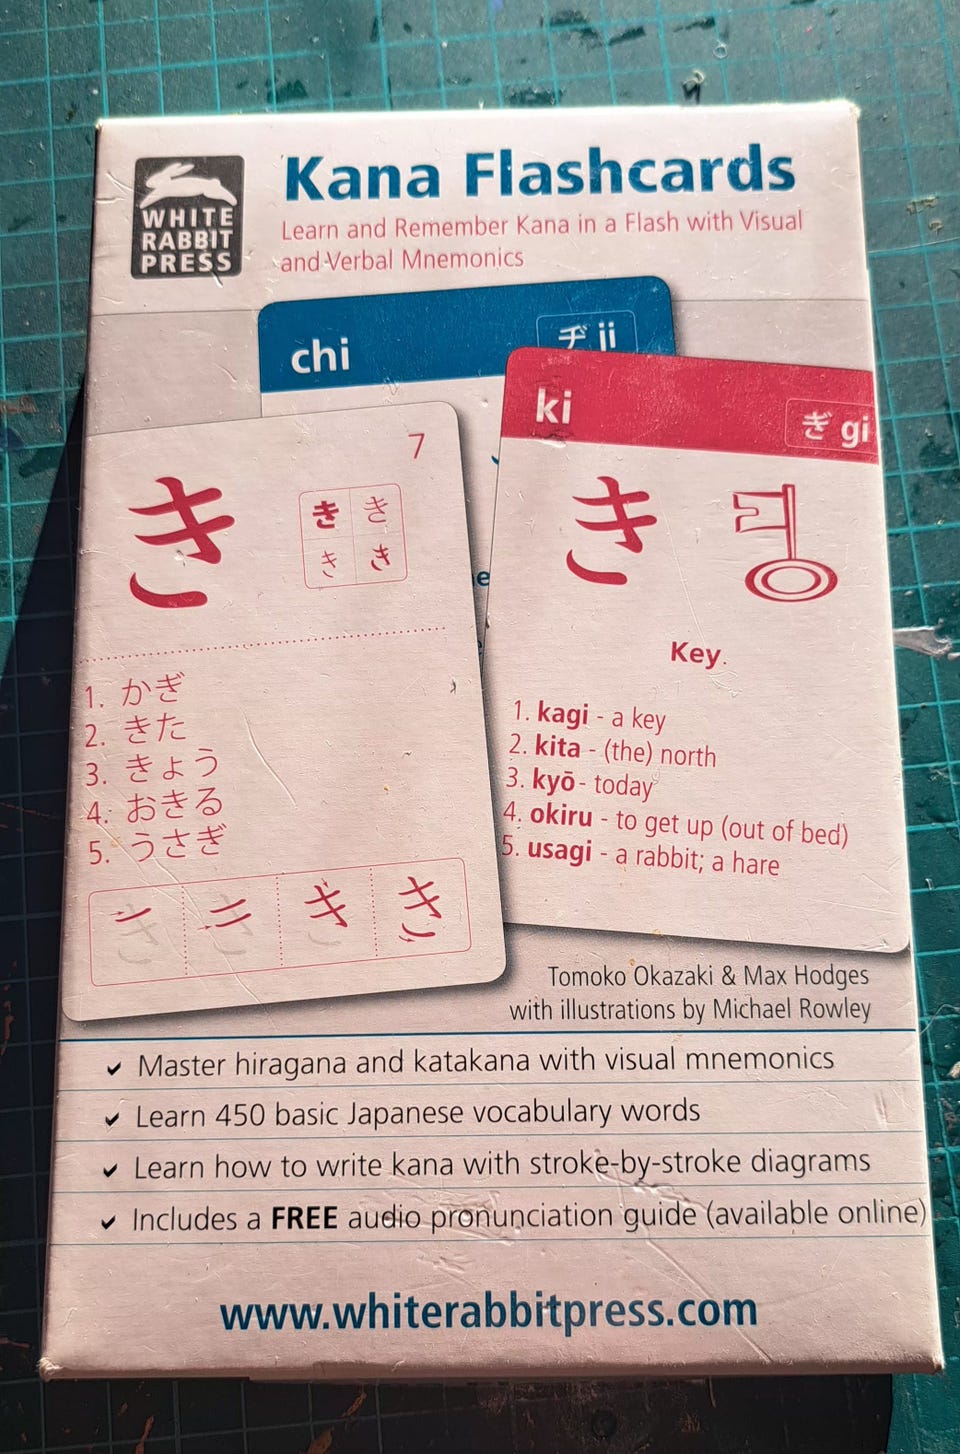 WHITE
RABBIT
PRESS
Kana Flashcards
Learn and Remember Kana in a Flash with Visual
and Verbal Mnemonics
chi
ヂ ji
ki
ぎ gi
7
き
き き
き き
1. かぎ
2. きた
3. きょう
4. おきる
5. うさぎ
き
Key.
1. kagi - a key
2. kita - (the) north
3. kyō - today
4. okiru - to get up (out of bed)
5. usagi - a rabbit; a hare
Tomoko Okazaki & Max Hodges
with illustrations by Michael Rowley
✓ Master hiragana and katakana with visual mnemonics
✓ Learn 450 basic Japanese vocabulary words
✓ Learn how to write kana with stroke-by-stroke diagrams
✓ Includes a FREE audio pronunciation guide (available online)
www.whiterabbitpress.com